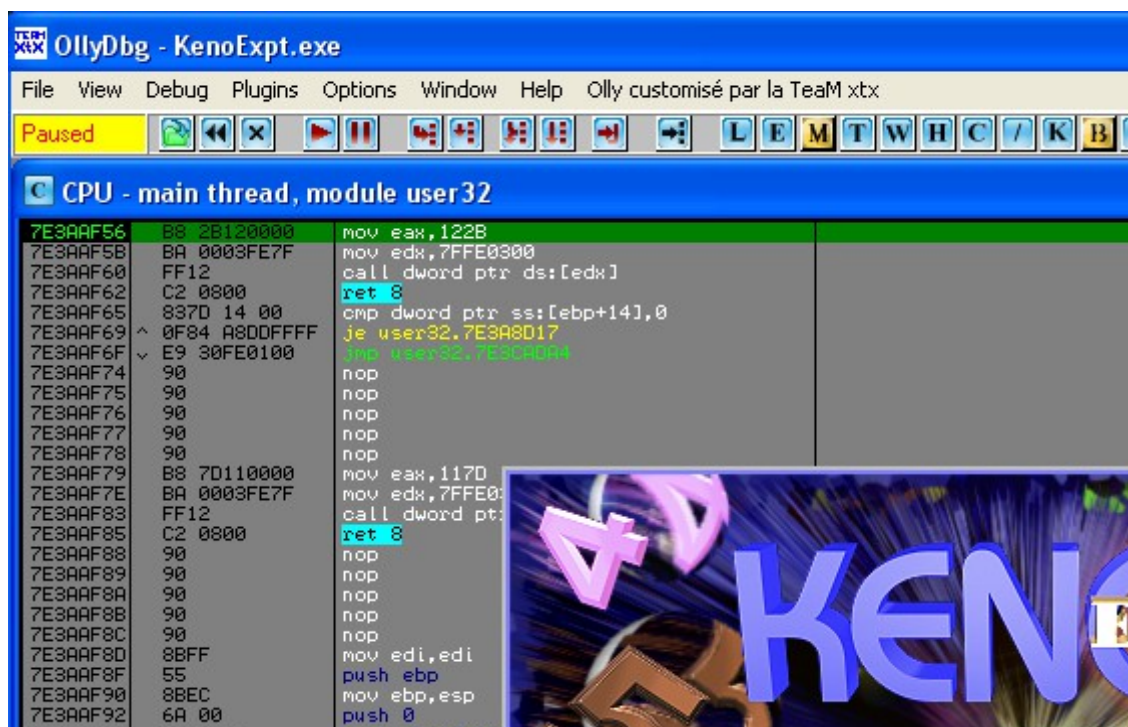 TEAM XtX OllyDbg - KenoExpt.exe
File View Debug Plugins Options Window Help Olly customisé par la TeaM xtx
Paused L E M T W H C / K B
C CPU - main thread, module user32
7E3AAF56 B8 2B120000 mov eax,122B
7E3AAF5B BA 0003FE7F mov edx,7FFE0300
7E3AAF60 FF12 call dword ptr ds:[edx]
7E3AAF62 C2 0800 ret 8
7E3AAF65 837D 14 00 cmp dword ptr ss:[ebp+14],0
7E3AAF69 ^ 0F84 A8DDFFFF je user32.7E3A8D17
7E3AAF6F v E9 30FE0100 jmp user32.7E3CADA4
7E3AAF74 90 nop
7E3AAF75 90 nop
7E3AAF76 90 nop
7E3AAF77 90 nop
7E3AAF78 90 nop
7E3AAF79 B8 7D110000 mov eax,117D
7E3AAF7E BA 0003FE7F mov edx,7FFE0
7E3AAF83 FF12 call dword pt
7E3AAF85 C2 0800 ret 8
7E3AAF88 90 nop
7E3AAF89 90 nop
7E3AAF8A 90 nop
7E3AAF8B 90 nop
7E3AAF8C 90 nop
7E3AAF8D 8BFF mov edi,edi
7E3AAF8F 55 push ebp
7E3AAF90 8BEC mov ebp,esp
7E3AAF92 6A 00 push 0
4
KENO
E